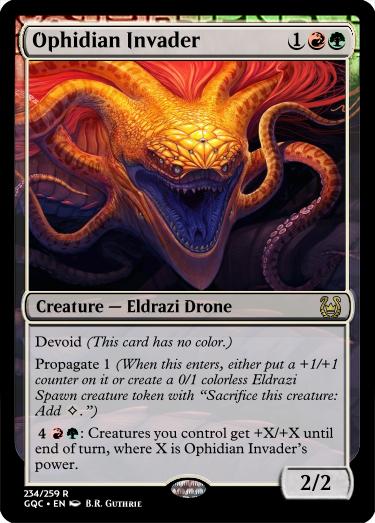 Ophidian Invader 1
Creature — Eldrazi Drone
Devoid (This card has no color.)
Propagate 1 (When this enters, either put a +1/+1
counter on it or create a 0/1 colorless Eldrazi
Spawn creature token with “Sacrifice this creature:
Add ◇.”)
4 : Creatures you control get +X/+X until
end of turn, where X is Ophidian Invader’s
power.
2/2
234/259 R
GQC • EN B.R. Guthrie